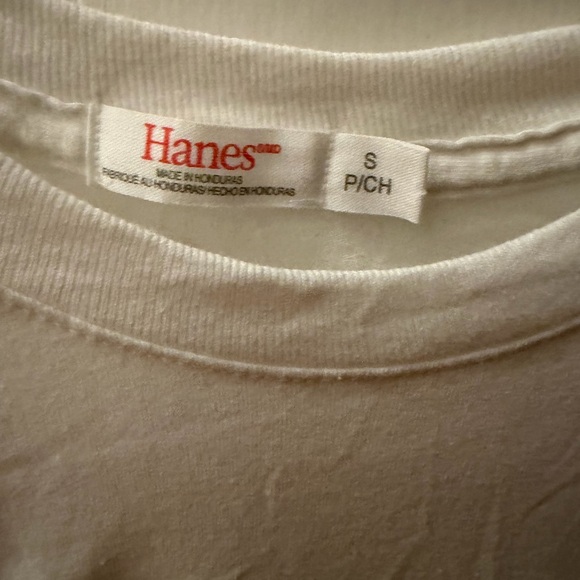 Hanes
MADE IN HONDURAS
FABRIQUÉ AU HONDURAS/HECHO EN HONDURAS
S
P/CH